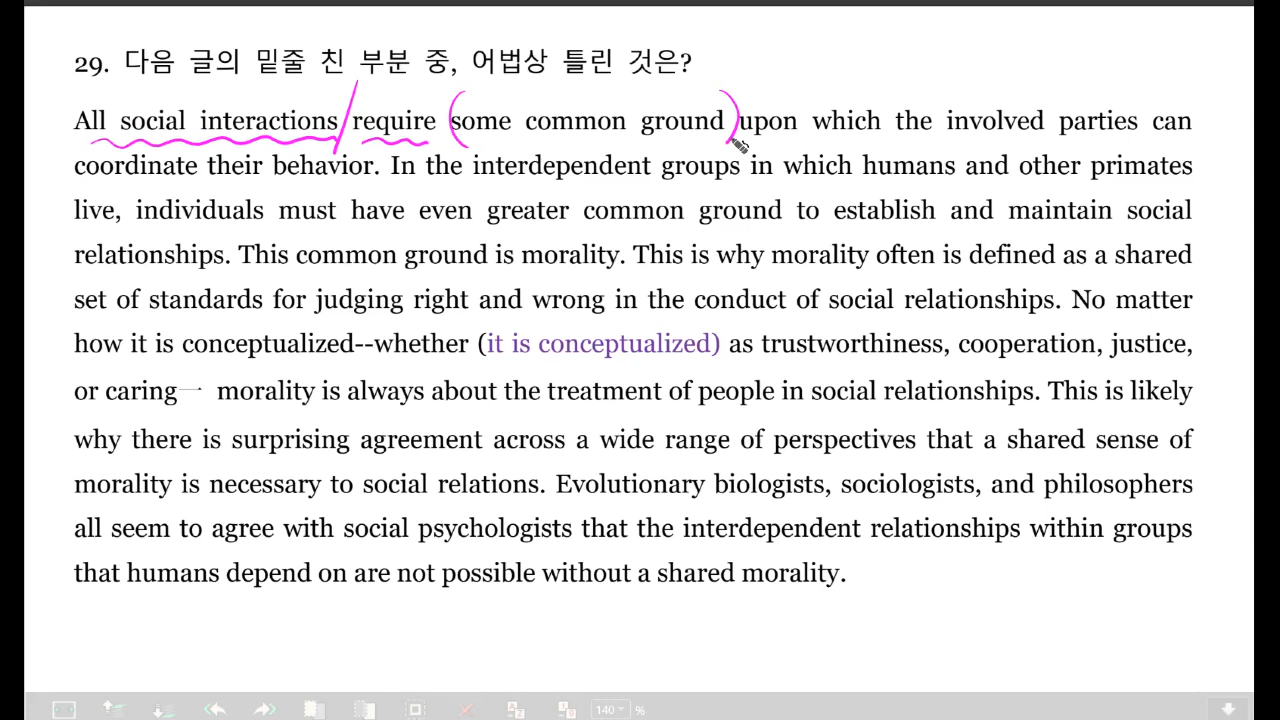 29. 다음 글의 밑줄 친 부분 중, 어법상 틀린 것은?
All social interactions require some common ground upon which the involved parties can
coordinate their behavior. In the interdependent groups in which humans and other primates
live, individuals must have even greater common ground to establish and maintain social
relationships. This common ground is morality. This is why morality often is defined as a shared
set of standards for judging right and wrong in the conduct of social relationships. No matter
how it is conceptualized--whether (it is conceptualized) as trustworthiness, cooperation, justice,
or caring— morality is always about the treatment of people in social relationships. This is likely
why there is surprising agreement across a wide range of perspectives that a shared sense of
morality is necessary to social relations. Evolutionary biologists, sociologists, and philosophers
all seem to agree with social psychologists that the interdependent relationships within groups
that humans depend on are not possible without a shared morality.
140 %